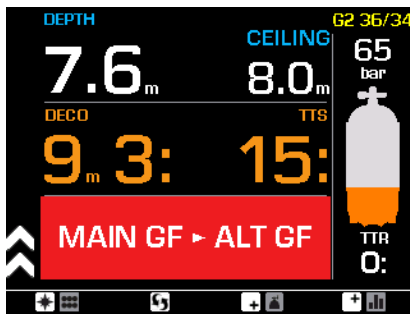 DEPTH
CEILING
G2 36/34
7.6m
8.0m
65
bar
DECO
TTS
9m 3:
15:
MAIN GF ► ALT GF
TTR
0: